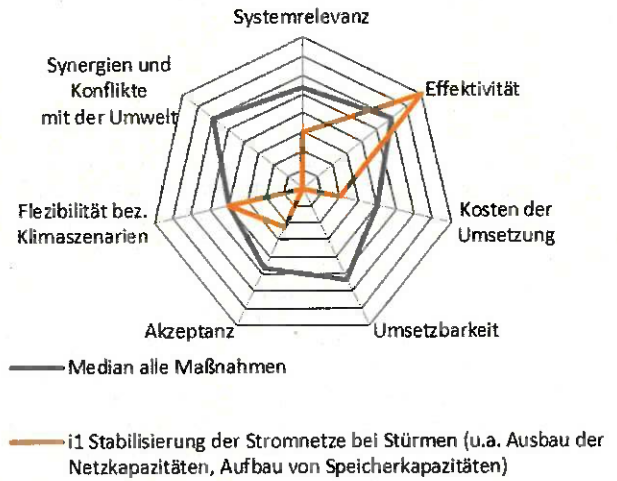 Systemrelevanz
Synergien und
Konflikte
mit der Umwelt
Effektivität
Flezibilität bez.
Klimaszenarien
Kosten der
Umsetzung
Akzeptanz
Umsetzbarkeit
Median alle Maßnahmen
i1 Stabilisierung der Stromnetze bei Stürmen (u.a. Ausbau der
Netzkapazitäten, Aufbau von Speicherkapazitäten)